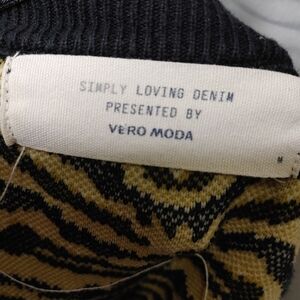 SIMPLY LOVING DENIM
PRESENTED BY
VERO MODA
M